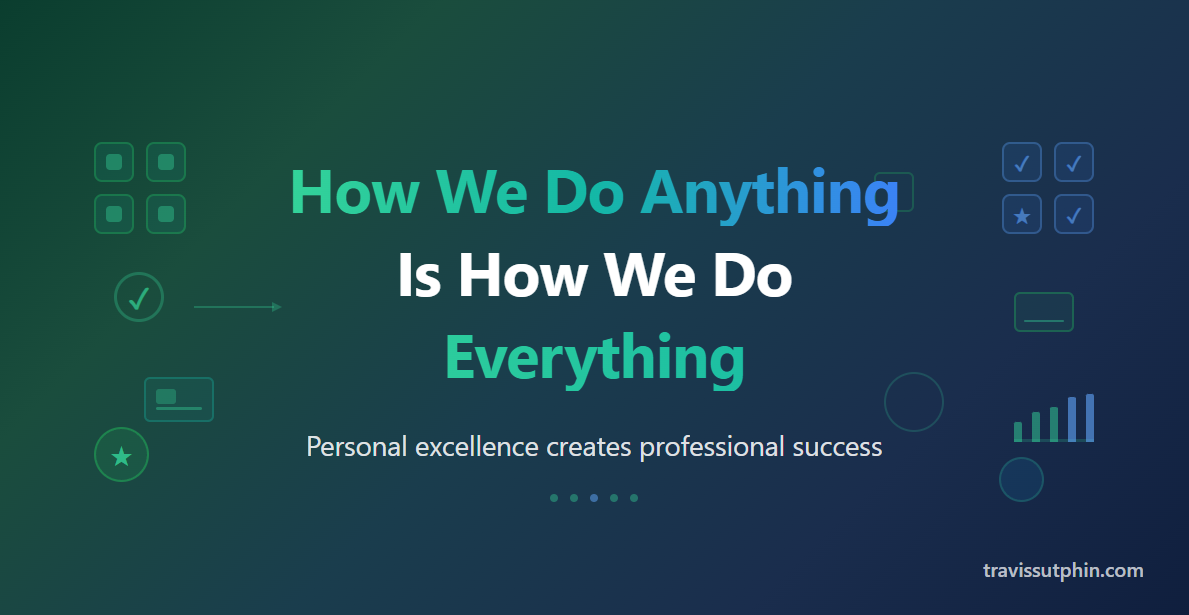 How We Do Anything
Is How We Do
Everything
Personal excellence creates professional success
travissutphin.com